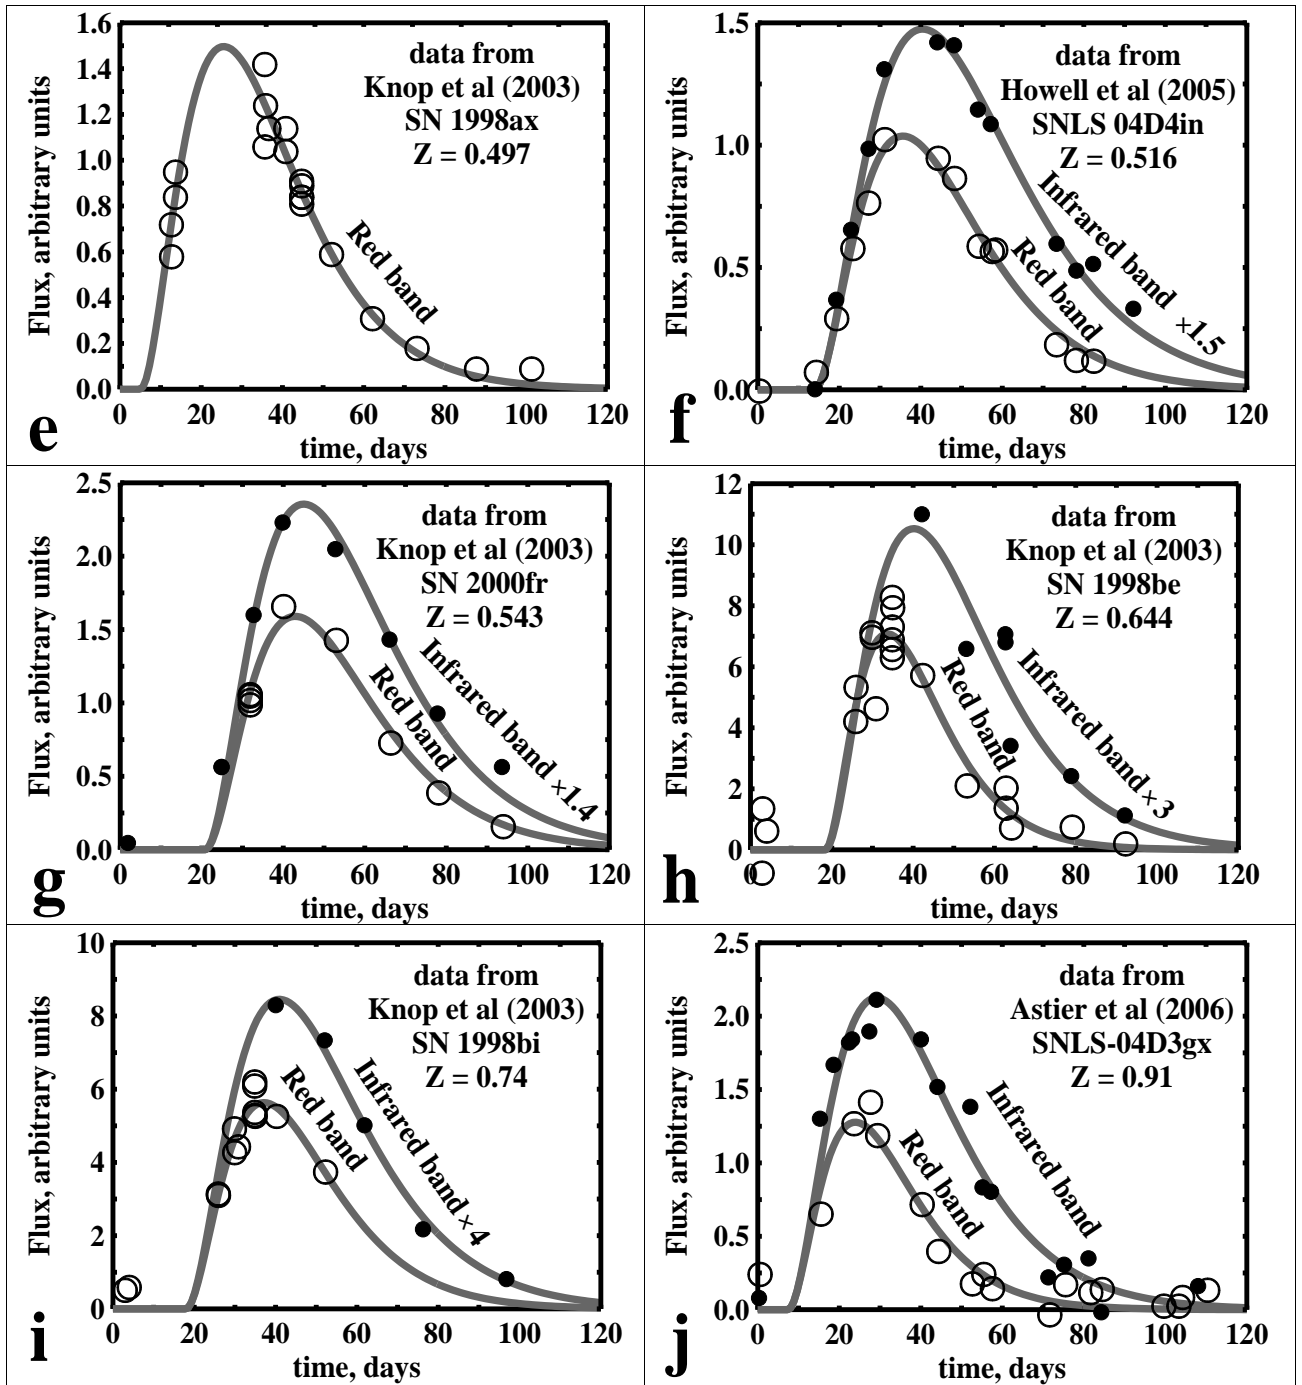 1.6
1.4
1.2
1.0
0.8
0.6
0.4
0.2
0.0
Flux, arbitrary units
data from
Knop et al (2003)
SN 1998ax
Z = 0.497
Red band
0 20 40 60 80 100 120
time, days
e
1.5
1.0
0.5
0.0
Flux, arbitrary units
data from
Howell et al (2005)
SNLS 04D4in
Z = 0.516
Infrared band ×1.5
Red band
0 20 40 60 80 100 120
time, days
f
2.5
2.0
1.5
1.0
0.5
0.0
Flux, arbitrary units
data from
Knop et al (2003)
SN 2000fr
Z = 0.543
Infrared band ×1.4
Red band
0 20 40 60 80 100 120
time, days
g
12
10
8
6
4
2
0
Flux, arbitrary units
data from
Knop et al (2003)
SN 1998be
Z = 0.644
Red band
Infrared band ×3
0 20 40 60 80 100 120
time, days
h
10
8
6
4
2
0
Flux, arbitrary units
data from
Knop et al (2003)
SN 1998bi
Z = 0.74
Red band
Infrared band ×4
0 20 40 60 80 100 120
time, days
i
2.5
2.0
1.5
1.0
0.5
0.0
Flux, arbitrary units
data from
Astier et al (2006)
SNLS-04D3gx
Z = 0.91
Infrared band
Red band
0 20 40 60 80 100 120
time, days
j